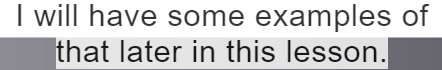 I will have some examples of
that later in this lesson.